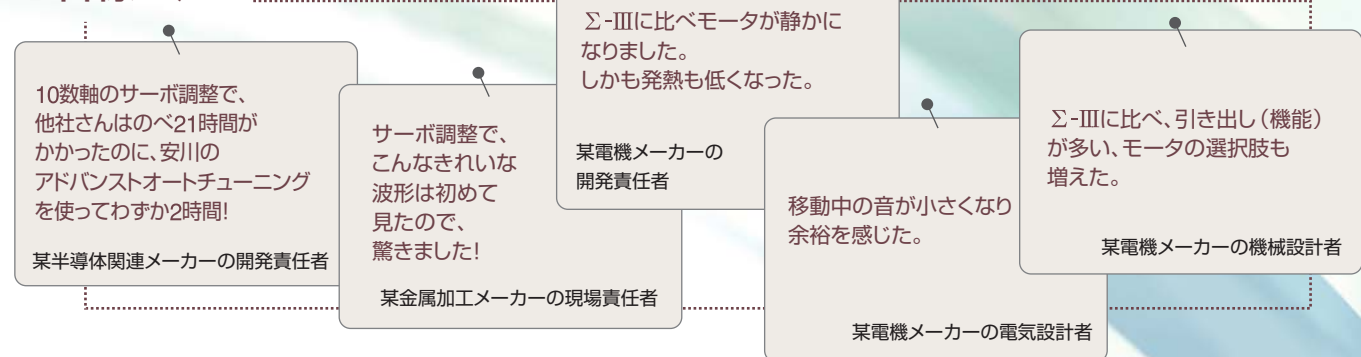 10数軸のサーボ調整で、
他社さんはのべ21時間が
かかったのに、安川の
アドバンストオートチューニング
を使ってわずか2時間!
某半導体関連メーカーの開発責任者
サーボ調整で、
こんなきれいな
波形は初めて
見たので、
驚きました!
某金属加工メーカーの現場責任者
Σ-Ⅲに比べモータが静かに
なりました。
しかも発熱も低くなった。
某電機メーカーの
開発責任者
移動中の音が小さくなり
余裕を感じた。
某電機メーカーの電気設計者
Σ-Ⅲに比べ、引き出し(機能)
が多い、モータの選択肢も
増えた。
某電機メーカーの機械設計者